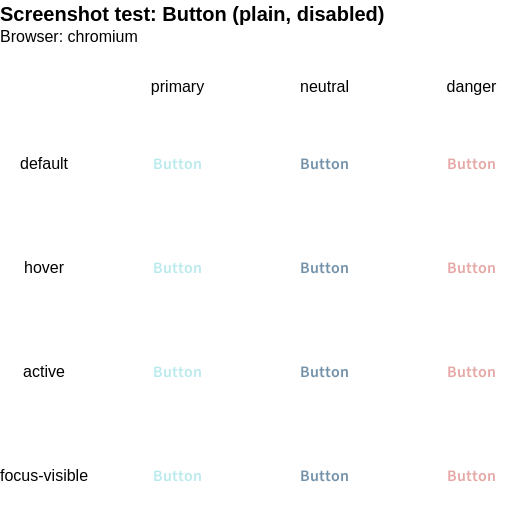 Screenshot test: Button (plain, disabled)
Browser: chromium
primary neutral danger
default Button Button Button
hover Button Button Button
active Button Button Button
focus-visible Button Button Button